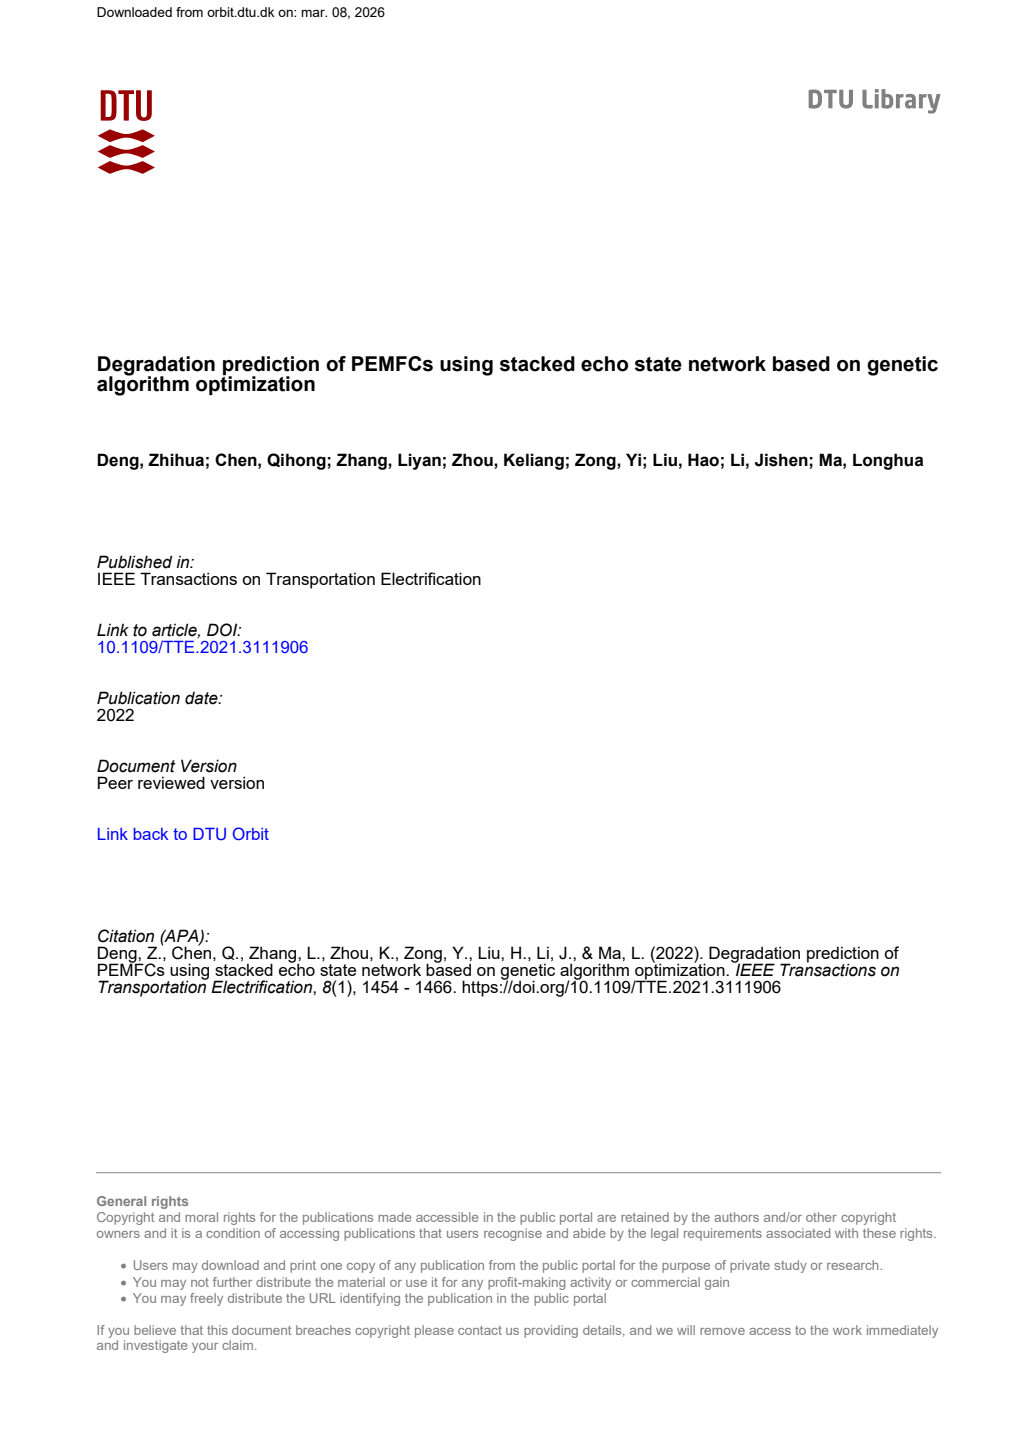 Downloaded from orbit.dtu.dk on: mar. 08, 2026
DTU
DTU Library
Degradation prediction of PEMFCs using stacked echo state network based on genetic
algorithm optimization
Deng, Zhihua; Chen, Qihong; Zhang, Liyan; Zhou, Keliang; Zong, Yi; Liu, Hao; Li, Jishen; Ma, Longhua
Published in:
IEEE Transactions on Transportation Electrification
Link to article, DOI:
10.1109/TTE.2021.3111906
Publication date:
2022
Document Version
Peer reviewed version
Link back to DTU Orbit
Citation (APA):
Deng, Z., Chen, Q., Zhang, L., Zhou, K., Zong, Y., Liu, H., Li, J., & Ma, L. (2022). Degradation prediction of
PEMFCs using stacked echo state network based on genetic algorithm optimization. IEEE Transactions on
Transportation Electrification, 8(1), 1454 - 1466. https://doi.org/10.1109/TTE.2021.3111906
General rights
Copyright and moral rights for the publications made accessible in the public portal are retained by the authors and/or other copyright
owners and it is a condition of accessing publications that users recognise and abide by the legal requirements associated with these rights.
• Users may download and print one copy of any publication from the public portal for the purpose of private study or research.
• You may not further distribute the material or use it for any profit-making activity or commercial gain
• You may freely distribute the URL identifying the publication in the public portal
If you believe that this document breaches copyright please contact us providing details, and we will remove access to the work immediately
and investigate your claim.